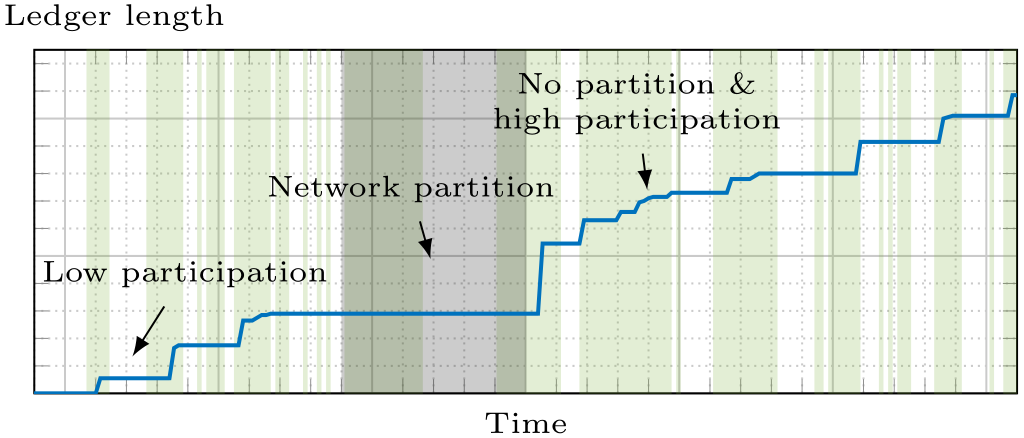 Ledger length
No partition &
high participation
Network partition
Low participation
Time